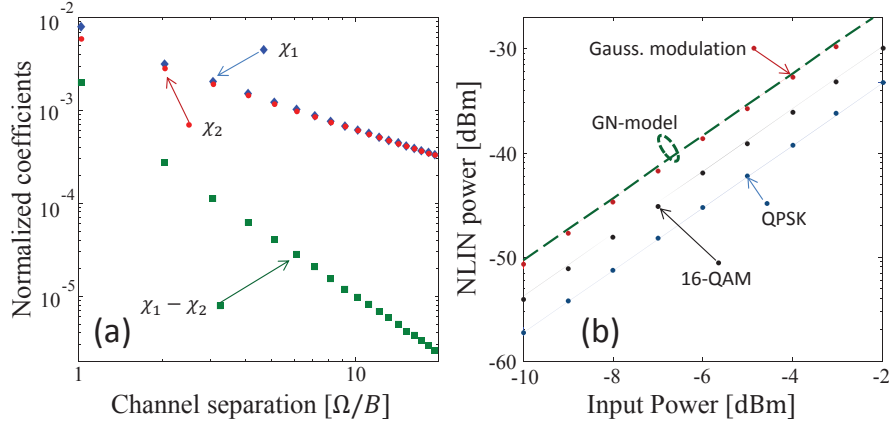 10^-2
10^-3
10^-4
10^-5
Normalized coefficients
χ₁
χ₂
χ₁ − χ₂
(a)
1
10
Channel separation [Ω/B]
-30
-40
-50
-60
NLIN power [dBm]
Gauss. modulation
GN-model
QPSK
16-QAM
(b)
-10
-8
-6
-4
-2
Input Power [dBm]